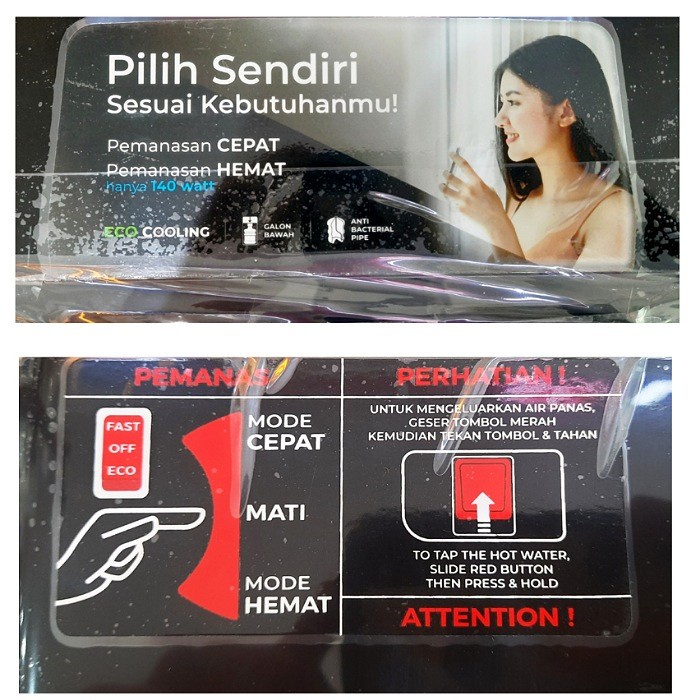 Pilih Sendiri
Sesuai Kebutuhanmu!
Pemanasan CEPAT
Pemanasan HEMAT
hanya 140 watt
ECO COOLING
GALON
BAWAH
ANTI
BACTERIAL
PIPE
PEMANAS
FAST
OFF
ECO
MODE
CEPAT
MATI
MODE
HEMAT
PERHATIAN !
UNTUK MENGELUARKAN AIR PANAS,
GESER TOMBOL MERAH
KEMUDIAN TEKAN TOMBOL & TAHAN
TO TAP THE HOT WATER,
SLIDE RED BUTTON
THEN PRESS & HOLD
ATTENTION !